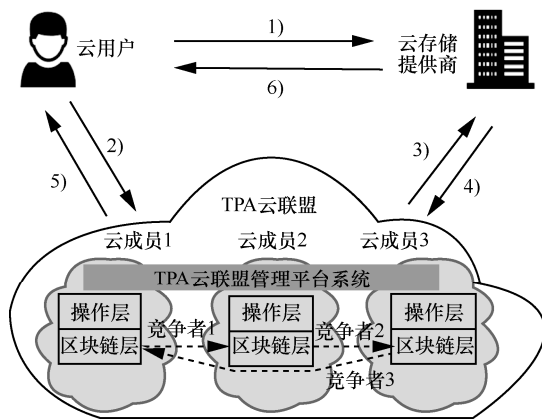 云用户
1)
云存储
提供商
6)
2)
3)
5)
4)
TPA云联盟
云成员1
云成员2
云成员3
TPA云联盟管理平台系统
操作层
操作层
操作层
竞争者1
竞争者2
区块链层
区块链层
区块链层
竞争者3